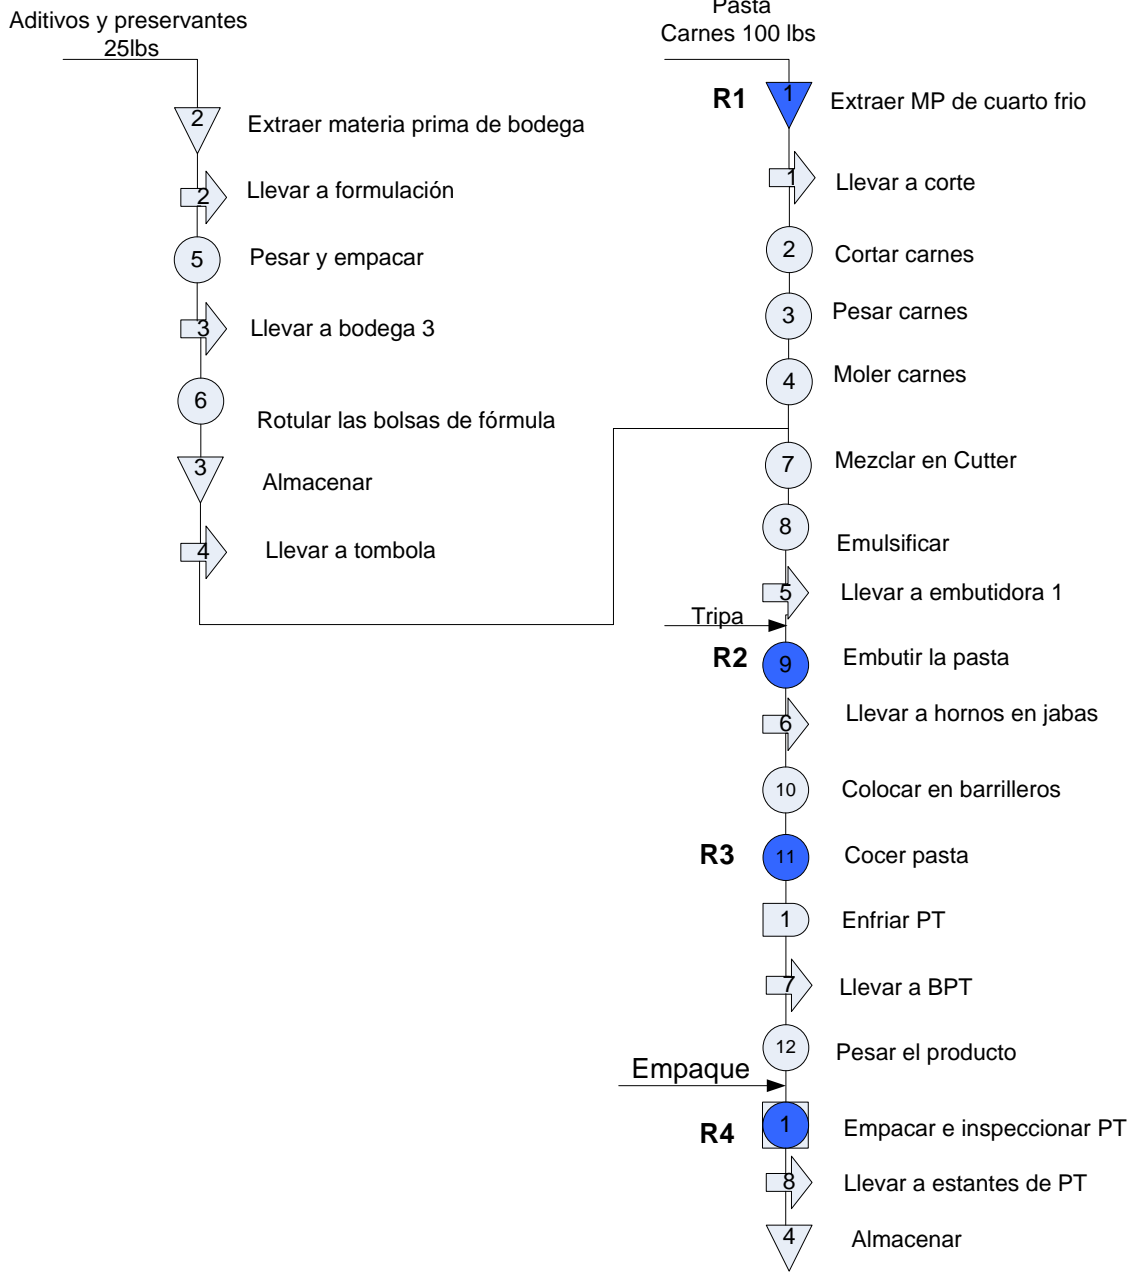 Aditivos y preservantes
25lbs
2
Extraer materia prima de bodega
2
Llevar a formulación
5
Pesar y empacar
3
Llevar a bodega 3
6
Rotular las bolsas de fórmula
3
Almacenar
4
Llevar a tombola
Pasta
Carnes 100 lbs
R1
1
Extraer MP de cuarto frio
1
Llevar a corte
2
Cortar carnes
3
Pesar carnes
4
Moler carnes
7
Mezclar en Cutter
8
Emulsificar
5
Llevar a embutidora 1
Tripa
R2
9
Embutir la pasta
6
Llevar a hornos en jabas
10
Colocar en barrilleros
R3
11
Cocer pasta
1
Enfriar PT
7
Llevar a BPT
12
Pesar el producto
Empaque
R4
1
Empacar e inspeccionar PT
8
Llevar a estantes de PT
4
Almacenar